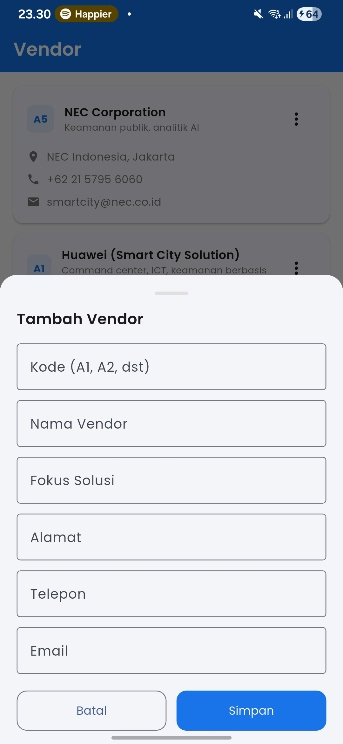 23.30 Happier 64
Vendor
A5
NEC Corporation
Keamanan publik, analitik AI
NEC Indonesia, Jakarta
+62 21 5795 6060
smartcity@nec.co.id
A1
Huawei (Smart City Solution)
Command center, ICT, keamanan berbasis
Tambah Vendor
Kode (A1, A2, dst)
Nama Vendor
Fokus Solusi
Alamat
Telepon
Email
Batal
Simpan